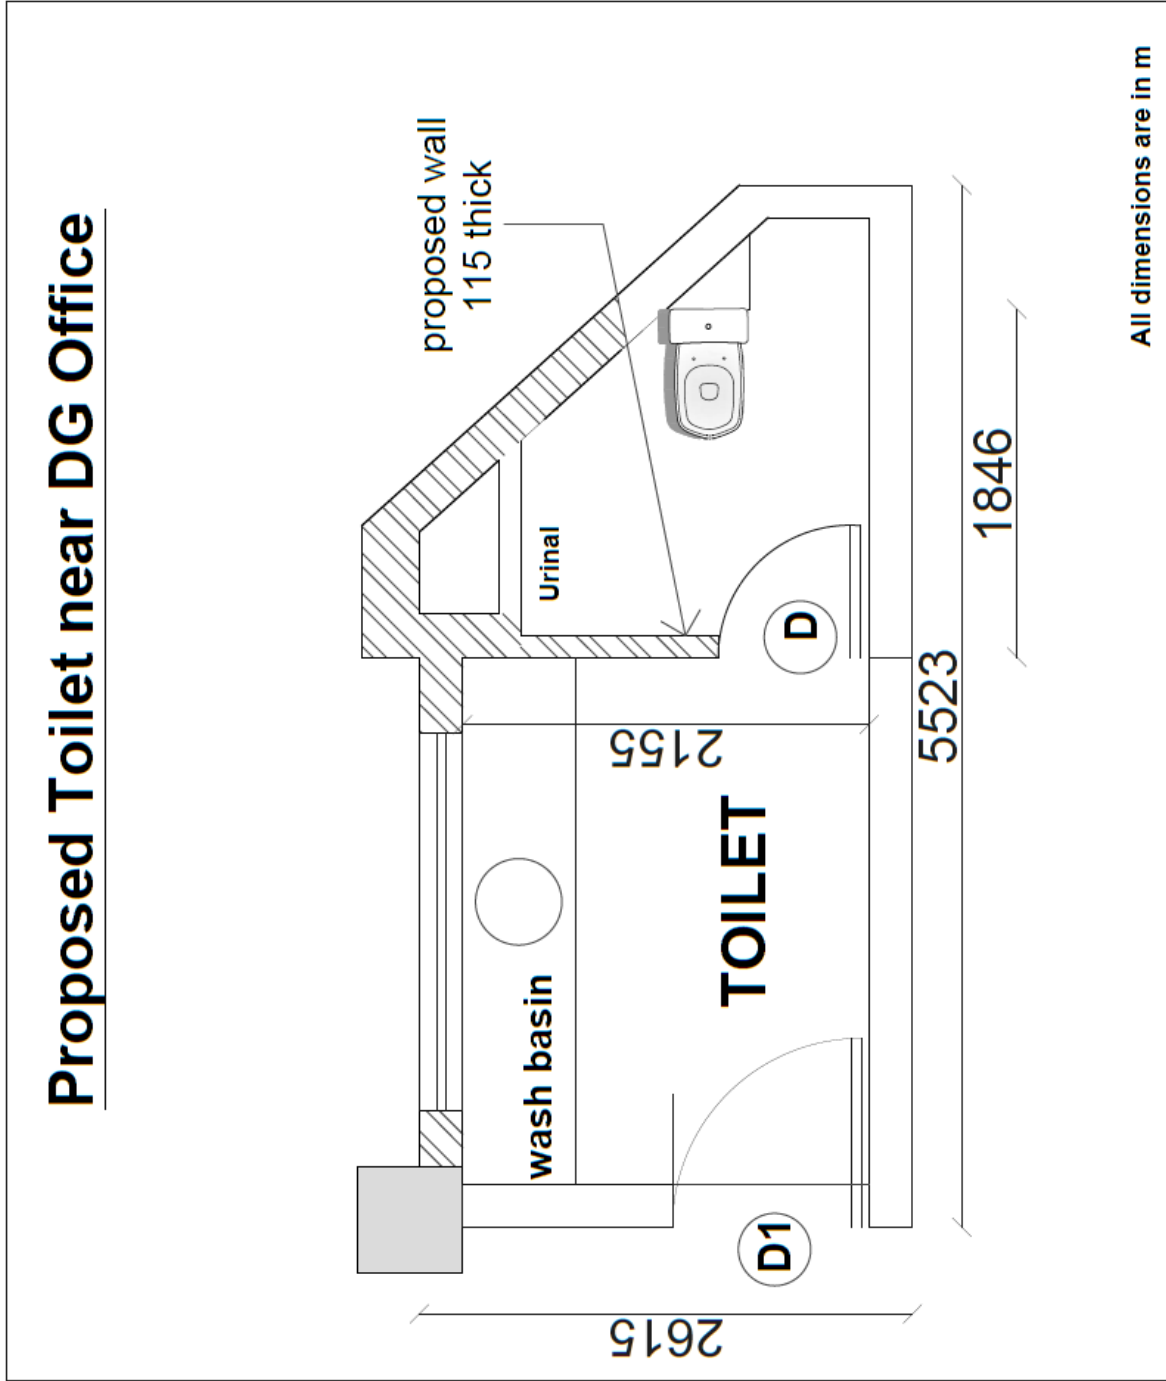 Proposed Toilet near DG Office
proposed wall
115 thick
Urinal
D
1846
2155
5523
TOILET
wash basin
D1
2615
All dimensions are in m